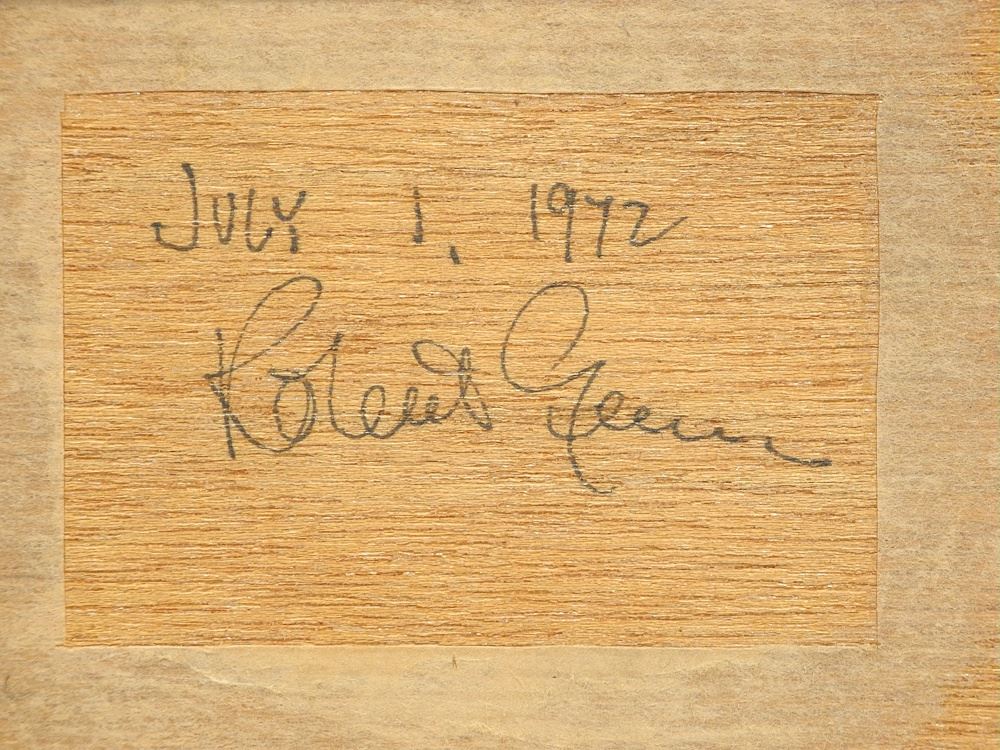 JULY 1, 1972
Robert Green